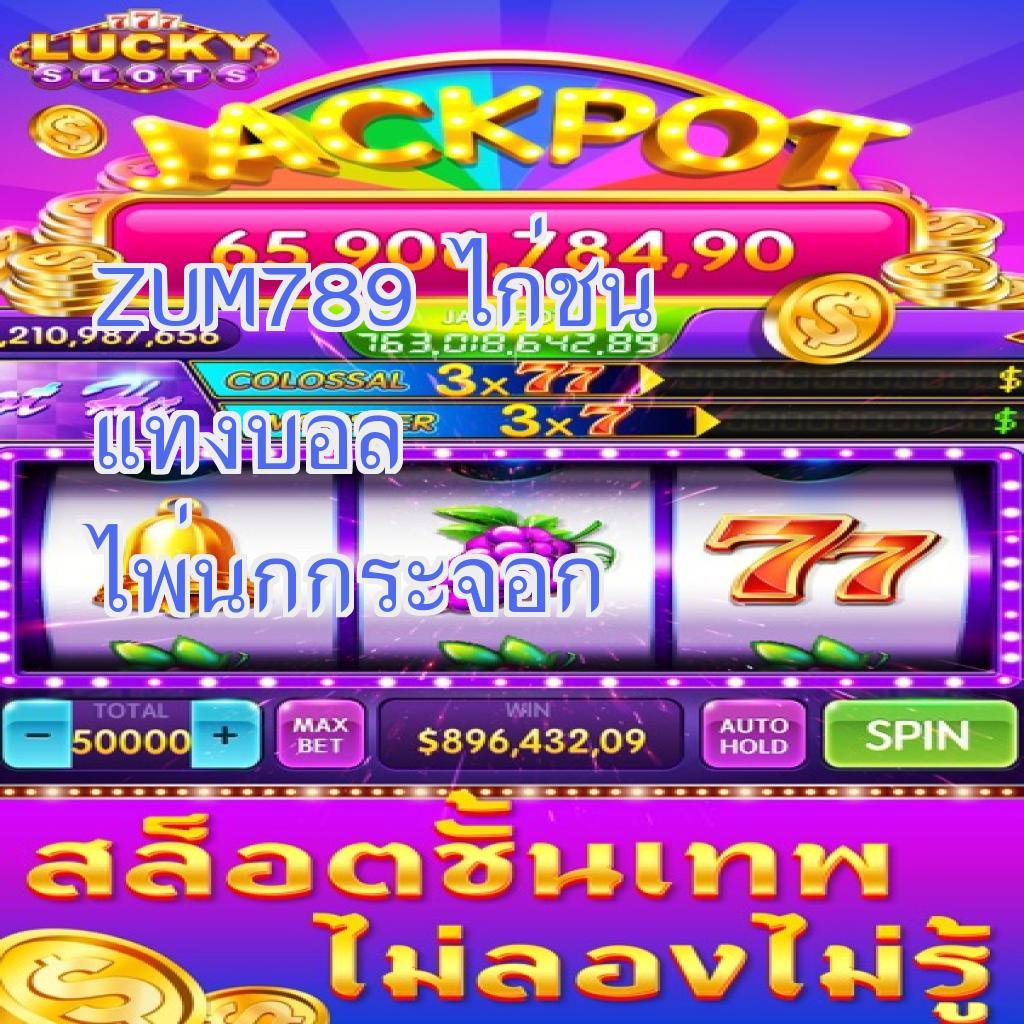 777
LUCKY
SLOTS
JACKPOT
784,90
ZUM789 ไก่ชน
,210,987,656
763,018,642,89
COLOSSAL 3x77
3x7
แทงบอล
77
ไพ่นกกระจอก
TOTAL
- 50000 +
MAX
BET
WIN
$896,432,09
AUTO
HOLD
SPIN
สล็อตชั้นเทพ
ไม่ลองไม่รู้